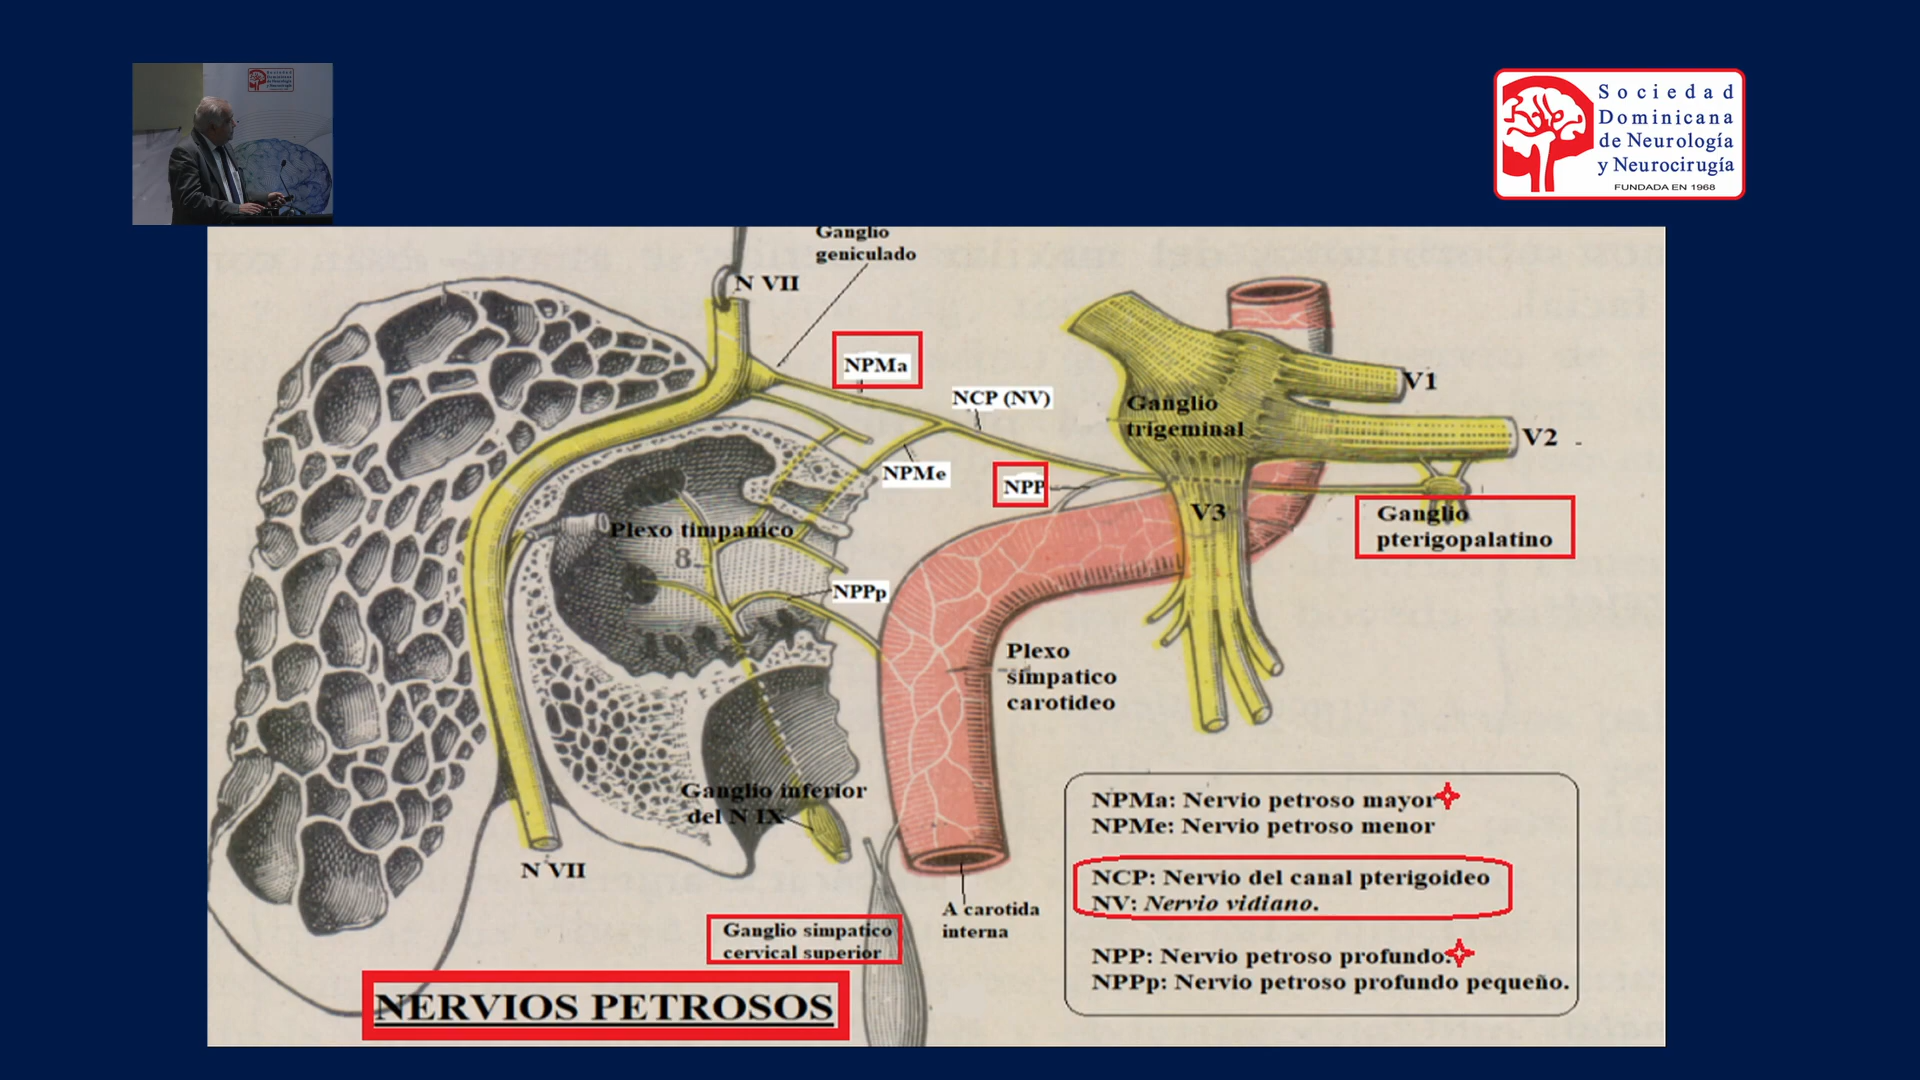 Sociedad
Dominicana
de Neurología
y Neurocirugía
FUNDADA EN 1968
Ganglio
geniculado
N VII
NPMa
NCP (NV)
V1
Ganglio
trigeminal
V2
NPMe
NPP
V3
Ganglio
pterigopalatino
Plexo timpanico
8
NPPp
Plexo
simpatico
carotideo
Ganglio inferior
del N IX
N VII
A carotida
interna
Ganglio simpatico
cervical superior
NERVIOS PETROSOS
NPMa: Nervio petroso mayor
NPMe: Nervio petroso menor
NCP: Nervio del canal pterigoideo
NV: Nervio vidiano.
NPP: Nervio petroso profundo.
NPPp: Nervio petroso profundo pequeño.